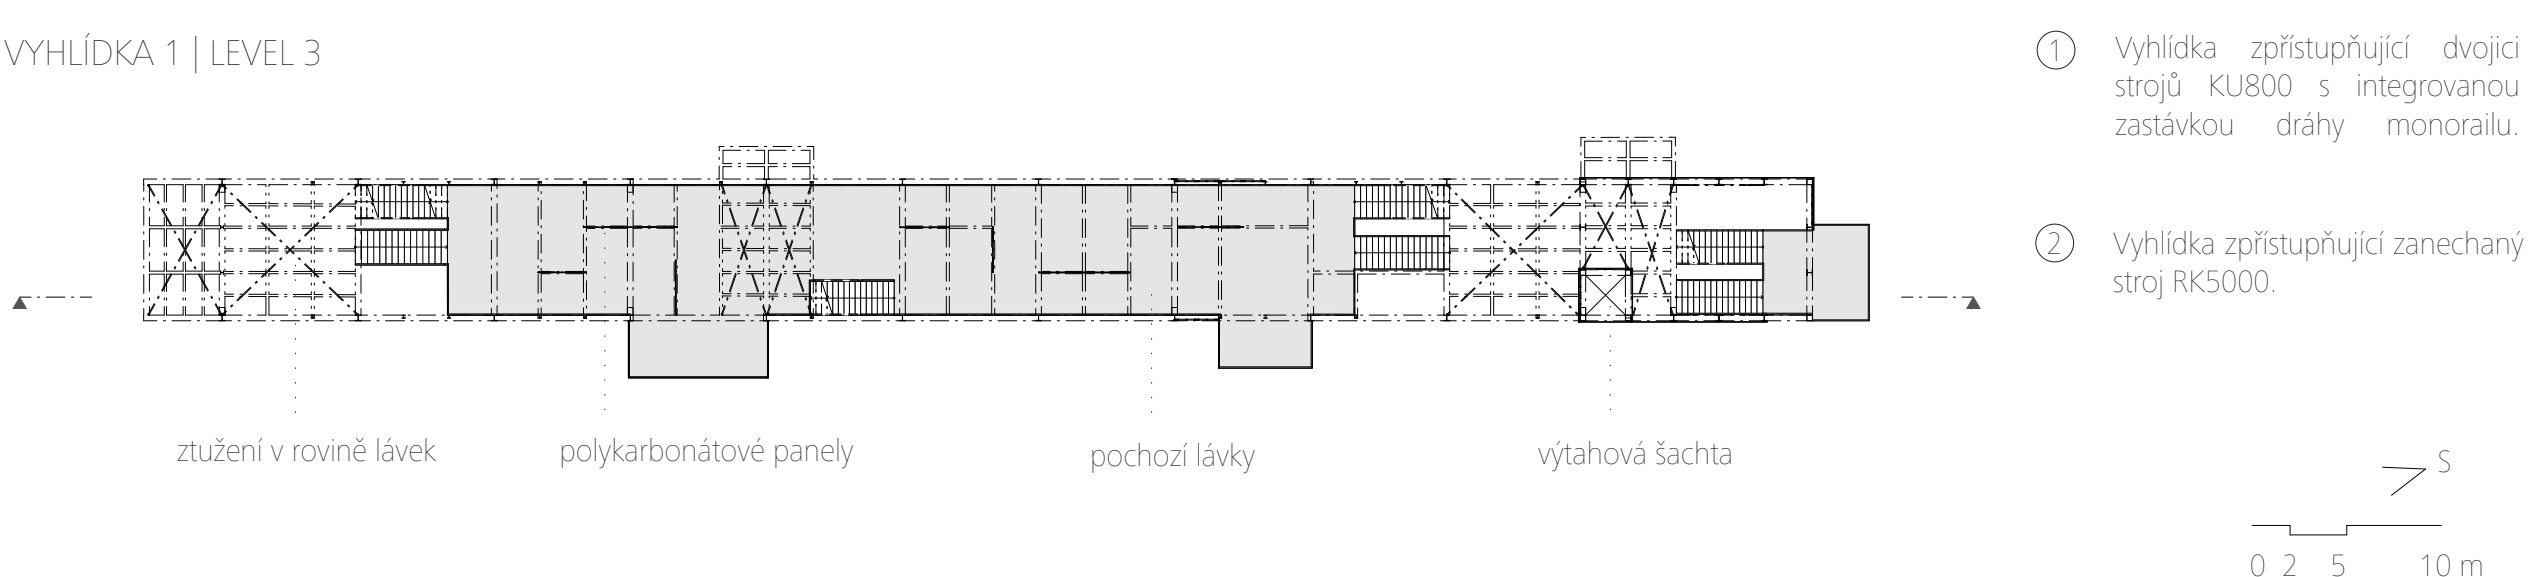 VYHLÍDKA 1 | LEVEL 3
1
Vyhlídka zpřístupňující dvojici
strojů KU800 s integrovanou
zastávkou dráhy monorailu.
2
Vyhlídka zpřístupňující zanechaný
stroj RK5000.
ztužení v rovině lávek
polykarbonátové panely
pochozí lávky
výtahová šachta
S
0 2 5 10 m